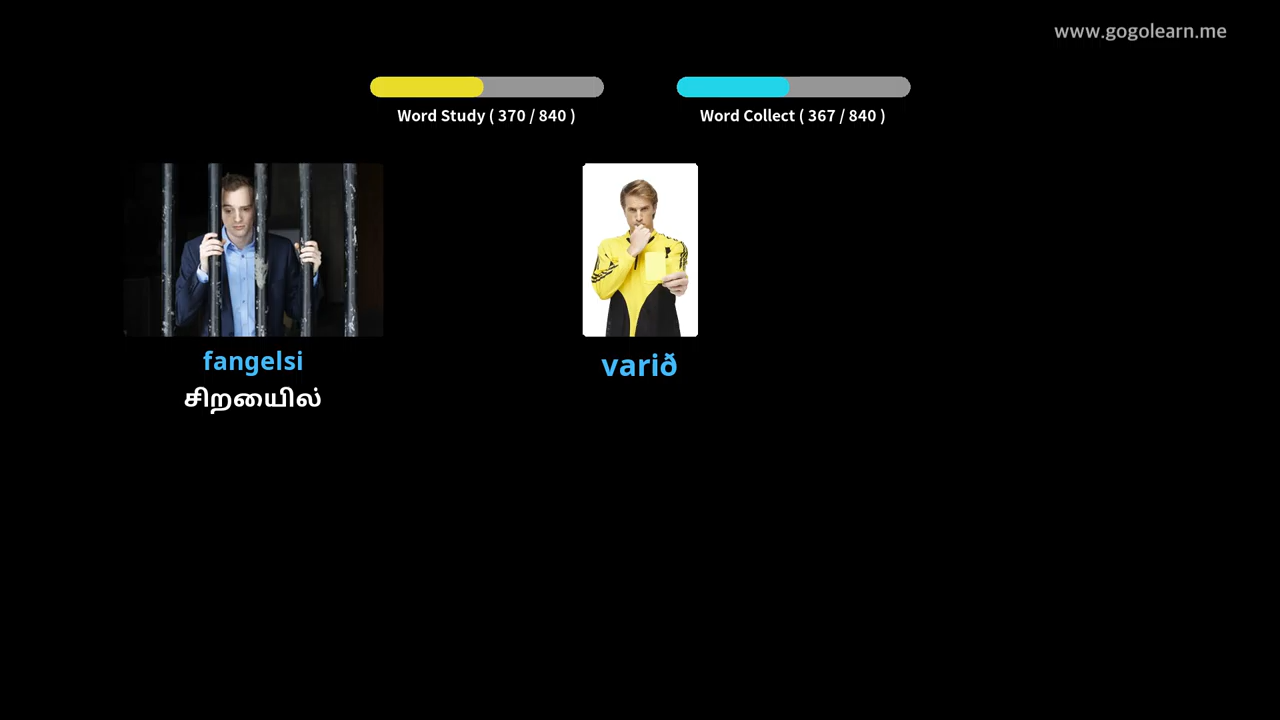 www.gogolearn.me
Word Study ( 370 / 840 )
Word Collect ( 367 / 840 )
fangelsi
சிறையில்
varið